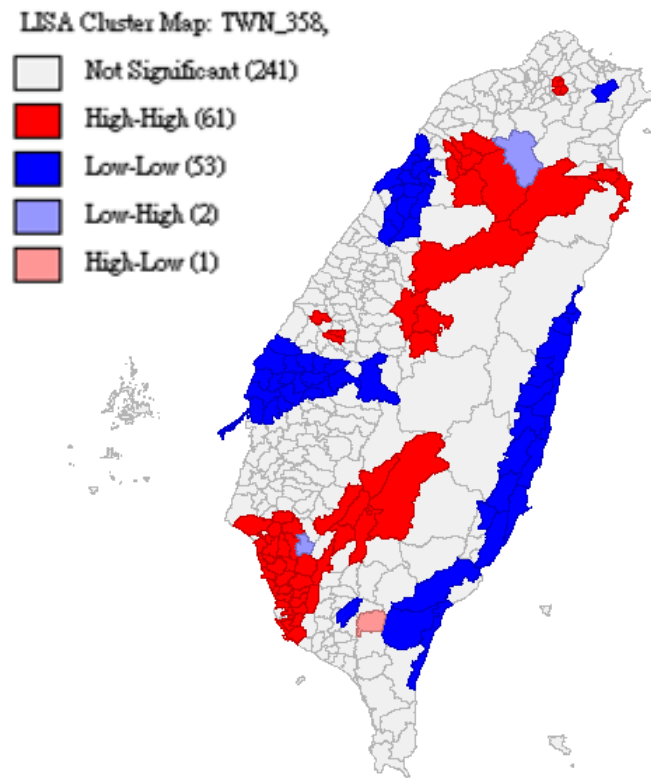 LISA Cluster Map: TWN_358,
Not Significant (241)
High-High (61)
Low-Low (53)
Low-High (2)
High-Low (1)